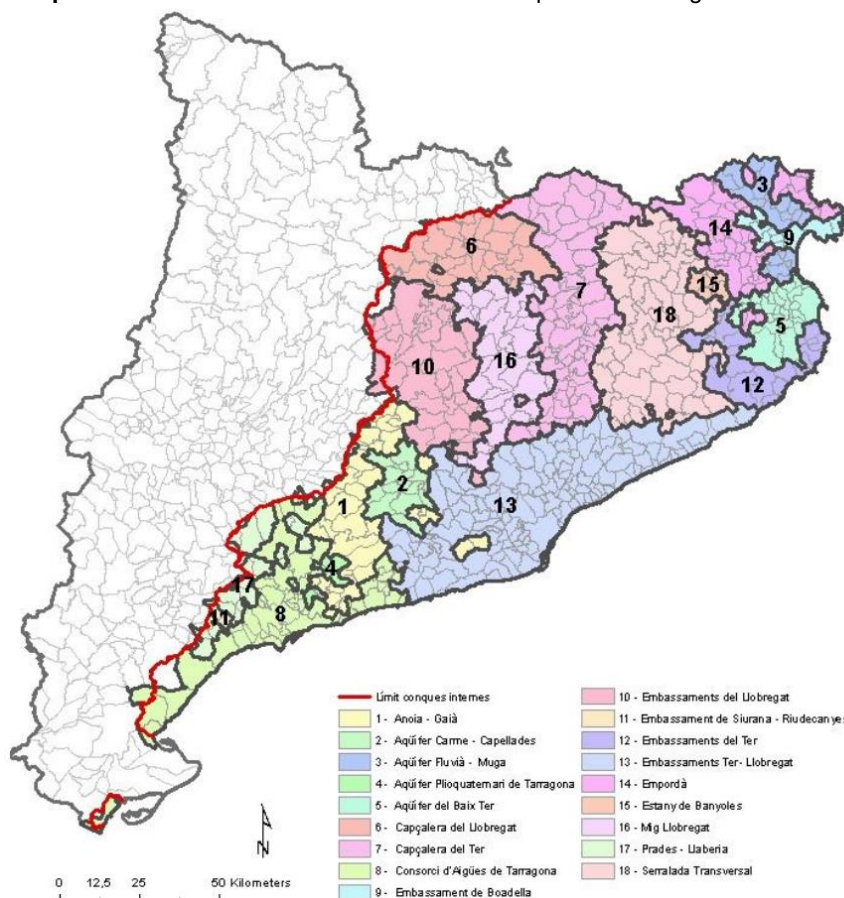 3
14
9
6
15
7
18
5
10
16
12
2
13
1
4
17
8
11
Límit conques internes
1 - Anoia - Gaià
2 - Aqüífer Carme - Capellades
3 - Aqüífer Fluvià - Muga
4 - Aqüífer Plioquaternari de Tarragona
5 - Aqüífer del Baix Ter
6 - Capçalera del Llobregat
7 - Capçalera del Ter
8 - Consorci d'Aigües de Tarragona
9 - Embassament de Boadella
10 - Embassaments del Llobregat
11 - Embassament de Siurana - Riudecanyes
12 - Embassaments del Ter
13 - Embassaments Ter- Llobregat
14 - Empordà
15 - Estany de Banyoles
16 - Mig Llobregat
17 - Prades - Llaberia
18 - Serralada Transversal
0 12,5 25 50 Kilometers